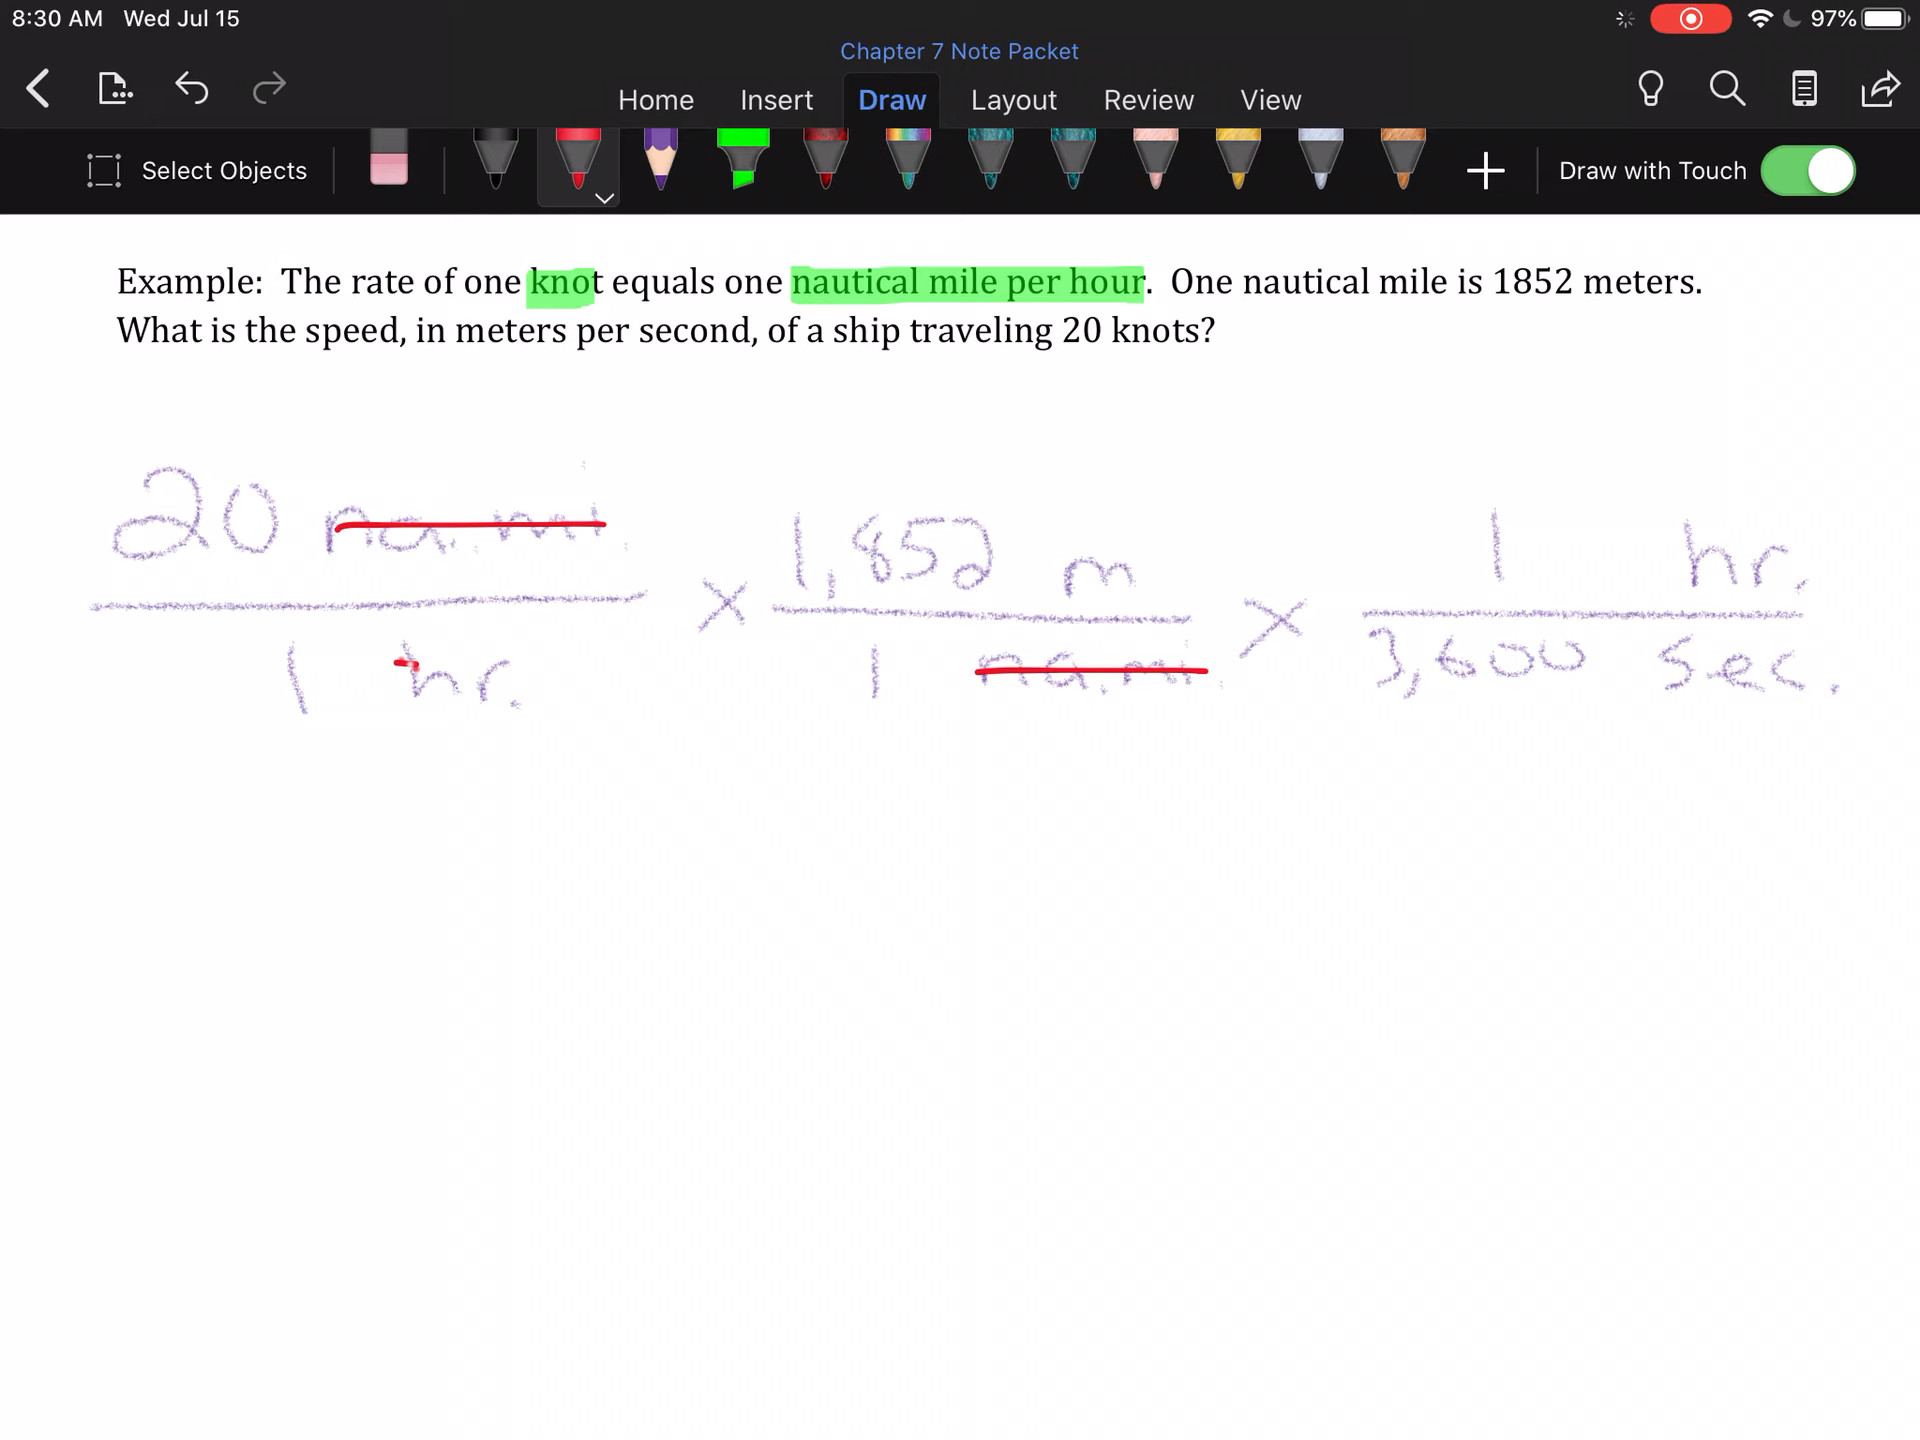 8:30 AM Wed Jul 15
97%
Chapter 7 Note Packet
Home Insert Draw Layout Review View
Select Objects
Draw with Touch
Example: The rate of one knot equals one nautical mile per hour. One nautical mile is 1852 meters.
What is the speed, in meters per second, of a ship traveling 20 knots?
20 na. mi × 1,852 m × 1 hr.
1 hr. 1 na. mi. 3,600 sec.